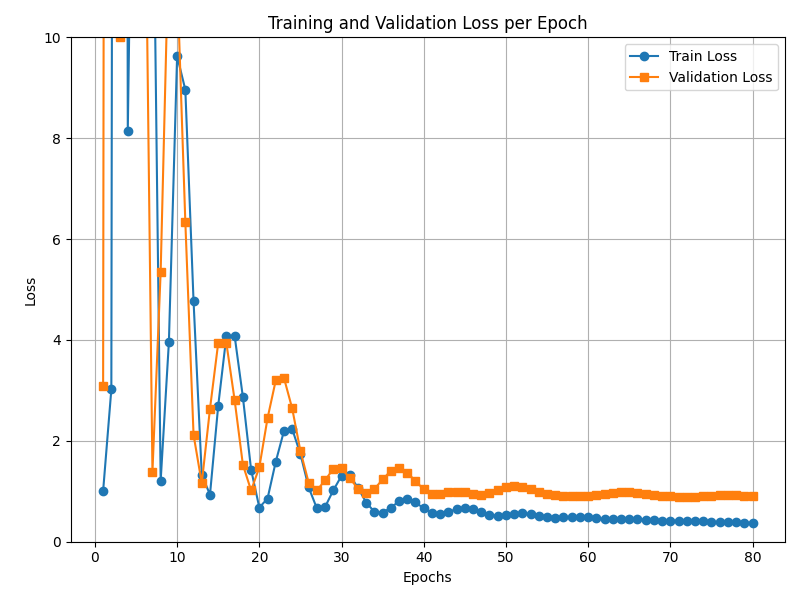 Training and Validation Loss per Epoch
Train Loss
Validation Loss
10
8
6
4
2
0
Loss
0 10 20 30 40 50 60 70 80
Epochs